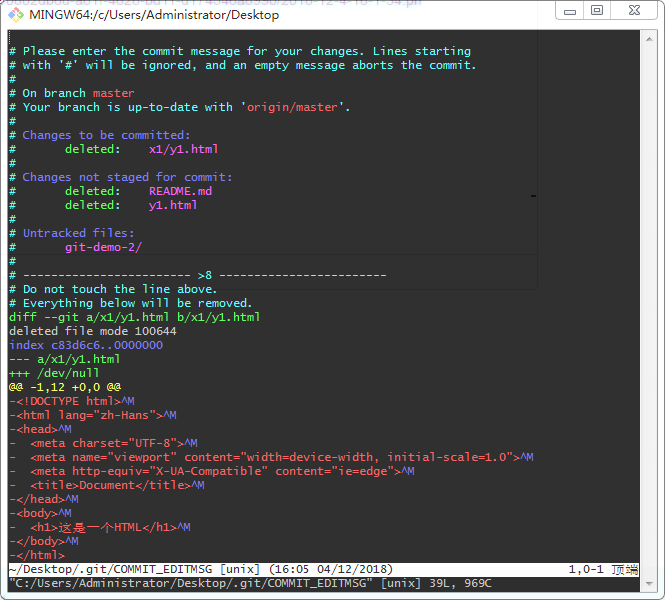 MINGW64:/c/Users/Administrator/Desktop
# Please enter the commit message for your changes. Lines starting
# with '#' will be ignored, and an empty message aborts the commit.
#
# On branch master
# Your branch is up-to-date with 'origin/master'.
#
# Changes to be committed:
#       deleted:    x1/y1.html
#
# Changes not staged for commit:
#       deleted:    README.md
#       deleted:    y1.html
#
# Untracked files:
#       git-demo-2/
#
# ------------------------ >8 ------------------------
# Do not touch the line above.
# Everything below will be removed.
diff --git a/x1/y1.html b/x1/y1.html
deleted file mode 100644
index c83d6c6..0000000
--- a/x1/y1.html
+++ /dev/null
@@ -1,12 +0,0 @@
-<!DOCTYPE html>^M
-<html lang="zh-Hans">^M
-<head>^M
-  <meta charset="UTF-8">^M
-  <meta name="viewport" content="width=device-width, initial-scale=1.0">^M
-  <meta http-equiv="X-UA-Compatible" content="ie=edge">^M
-  <title>Document</title>^M
-</head>^M
-<body>^M
-  <h1>这是一个HTML</h1>^M
-</body>^M
-</html>
~/Desktop/.git/COMMIT_EDITMSG [unix] (16:05 04/12/2018) 1,0-1 顶端
"C:/Users/Administrator/Desktop/.git/COMMIT_EDITMSG" [unix] 39L, 969C